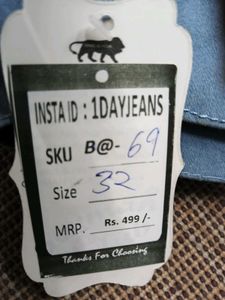 INSTA ID : 1DAYJEANS
SKU B@- 69
Size 32
MRP. Rs. 499 /-
Thanks For Choosing